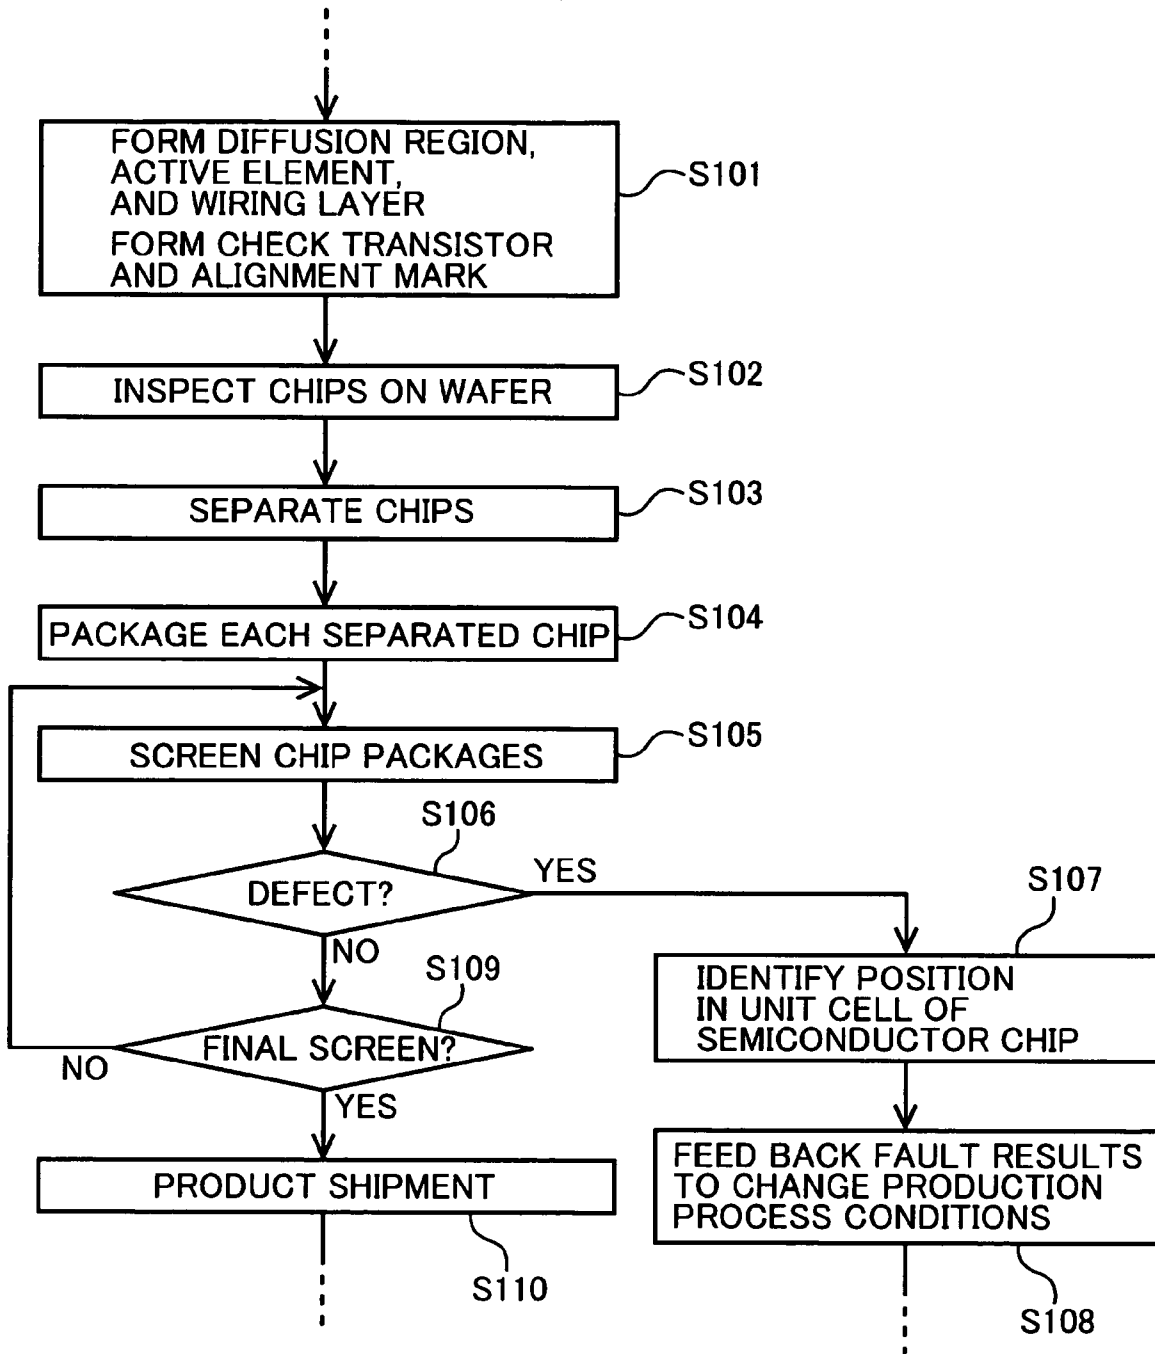 FORM DIFFUSION REGION,
ACTIVE ELEMENT,
AND WIRING LAYER
FORM CHECK TRANSISTOR
AND ALIGNMENT MARK
S101
INSPECT CHIPS ON WAFER
S102
SEPARATE CHIPS
S103
PACKAGE EACH SEPARATED CHIP
S104
SCREEN CHIP PACKAGES
S105
S106
DEFECT?
YES
NO
S107
IDENTIFY POSITION
IN UNIT CELL OF
SEMICONDUCTOR CHIP
S109
FINAL SCREEN?
NO
YES
FEED BACK FAULT RESULTS
TO CHANGE PRODUCTION
PROCESS CONDITIONS
S108
PRODUCT SHIPMENT
S110